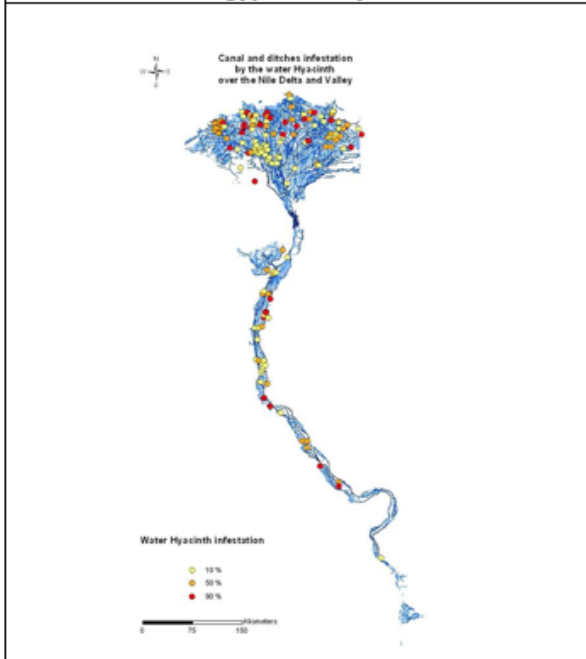 N
W E
S
Canal and ditches infestation
by the water Hyacinth
over the Nile Delta and Valley
Water Hyacinth infestation
10 %
50 %
90 %
Kilometers
0 75 150